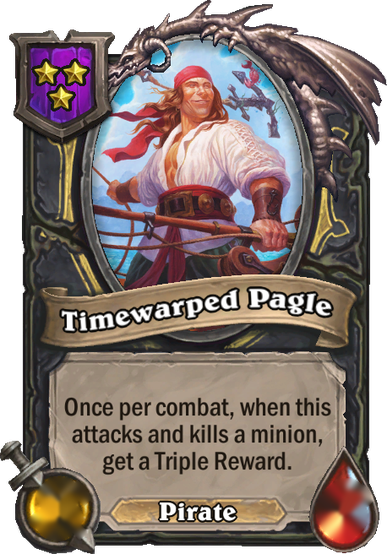 Timewarped Pagle
Once per combat, when this
attacks and kills a minion,
get a Triple Reward.
Pirate